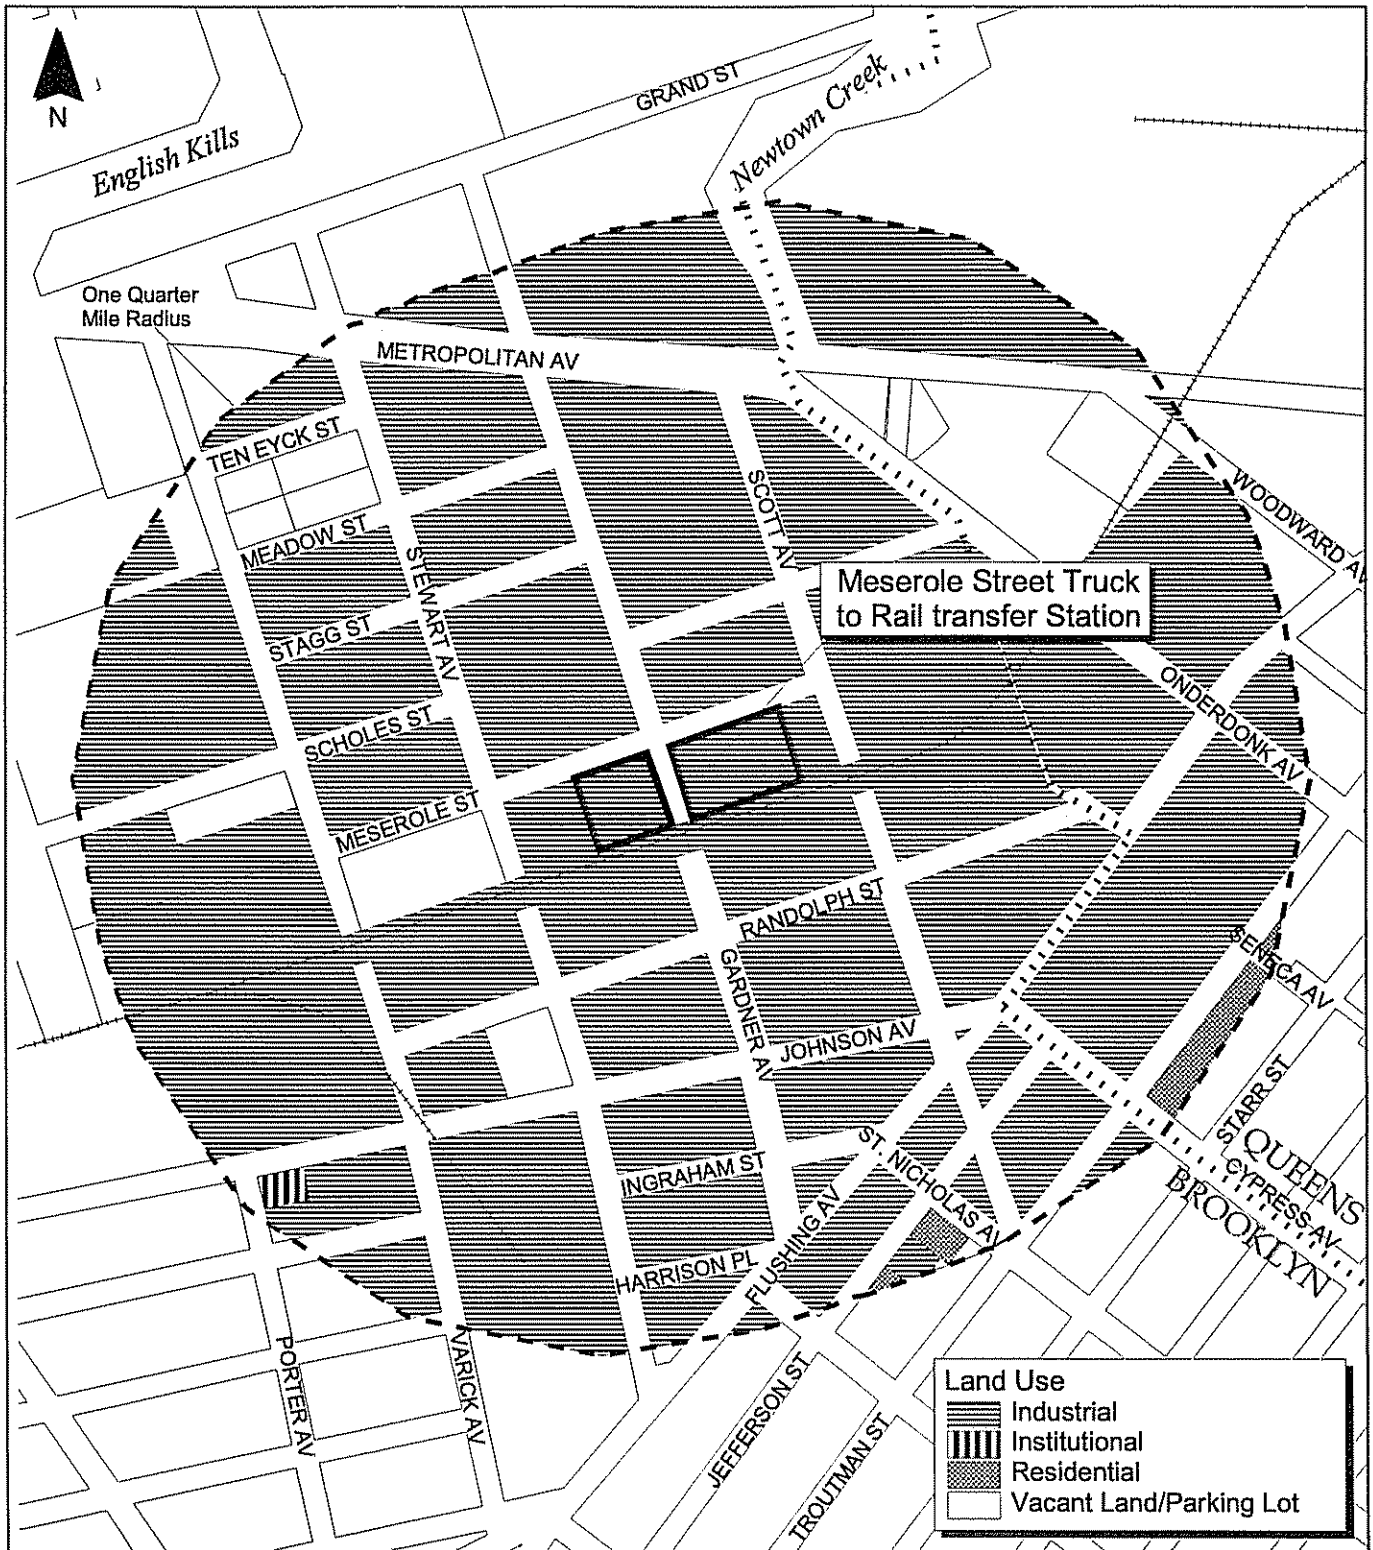 N
English Kills
GRAND ST
Newtown Creek
One Quarter
Mile Radius
METROPOLITAN AV
TEN EYCK ST
MEADOW ST
STEWART AV
SCOTT AV
WOODWARD AV
STAGG ST
Meserole Street Truck
to Rail transfer Station
SCHOLES ST
ONDERDONK AV
MESEROLE ST
RANDOLPH ST
GARDNER AV
SENECA AV
JOHNSON AV
STARR ST
ST. NICHOLAS AV
INGRAHAM ST
QUEENS
CYPRESS AV
BROOKLYN
FLUSHING AV
HARRISON PL
PORTER AV
VARICK AV
JEFFERSON ST
TROUTMAN ST
Land Use
Industrial
Institutional
Residential
Vacant Land/Parking Lot